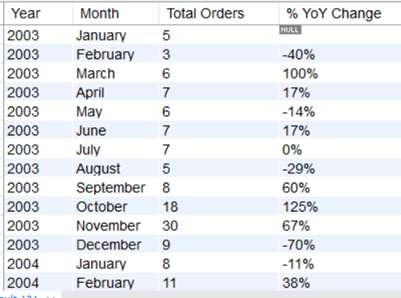 Year Month Total Orders % YoY Change
2003 January 5 NULL
2003 February 3 -40%
2003 March 6 100%
2003 April 7 17%
2003 May 6 -14%
2003 June 7 17%
2003 July 7 0%
2003 August 5 -29%
2003 September 8 60%
2003 October 18 125%
2003 November 30 67%
2003 December 9 -70%
2004 January 8 -11%
2004 February 11 38%